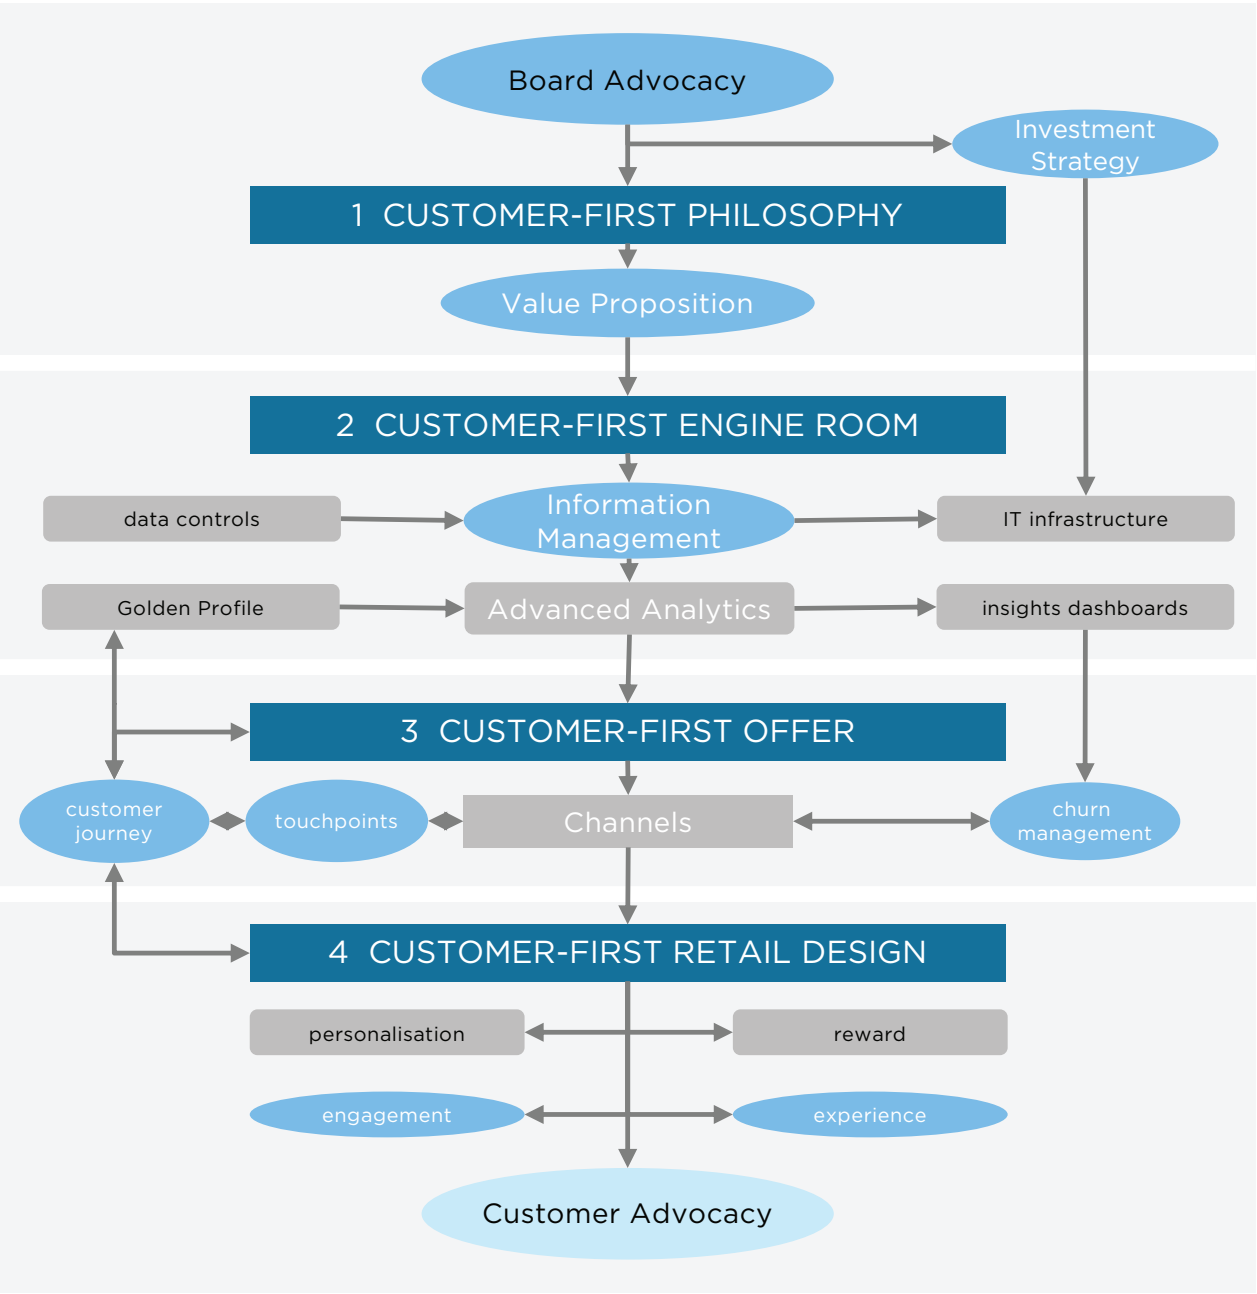 Board Advocacy
Investment
Strategy
1 CUSTOMER-FIRST PHILOSOPHY
Value Proposition
2 CUSTOMER-FIRST ENGINE ROOM
data controls
Information
Management
IT infrastructure
Golden Profile
Advanced Analytics
insights dashboards
3 CUSTOMER-FIRST OFFER
customer
journey
touchpoints
Channels
churn
management
4 CUSTOMER-FIRST RETAIL DESIGN
personalisation
reward
engagement
experience
Customer Advocacy